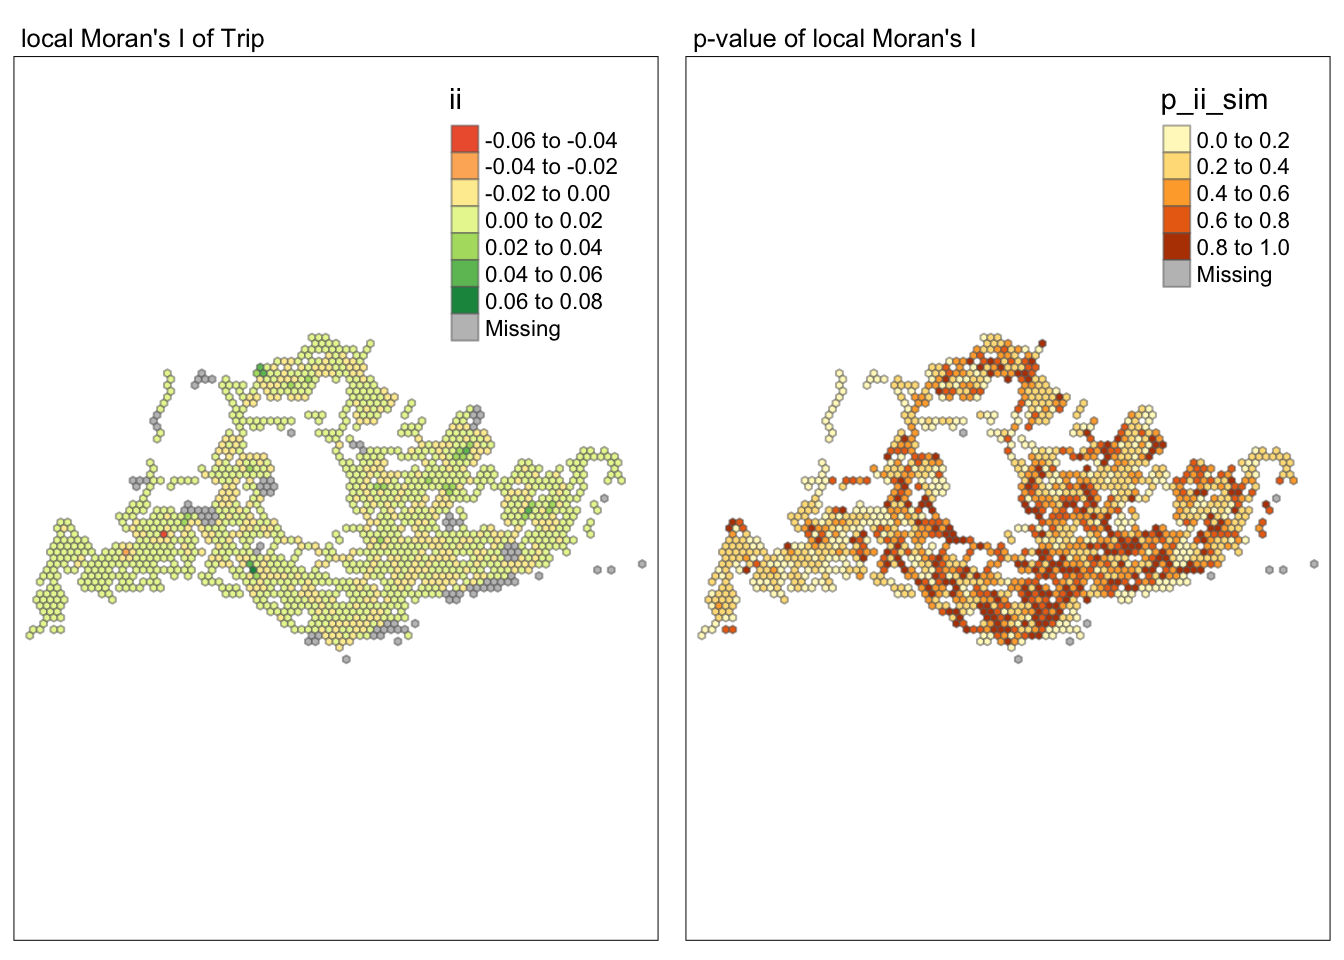 local Moran's I of Trip
ii
-0.06 to -0.04
-0.04 to -0.02
-0.02 to 0.00
0.00 to 0.02
0.02 to 0.04
0.04 to 0.06
0.06 to 0.08
Missing
p-value of local Moran's I
p_ii_sim
0.0 to 0.2
0.2 to 0.4
0.4 to 0.6
0.6 to 0.8
0.8 to 1.0
Missing